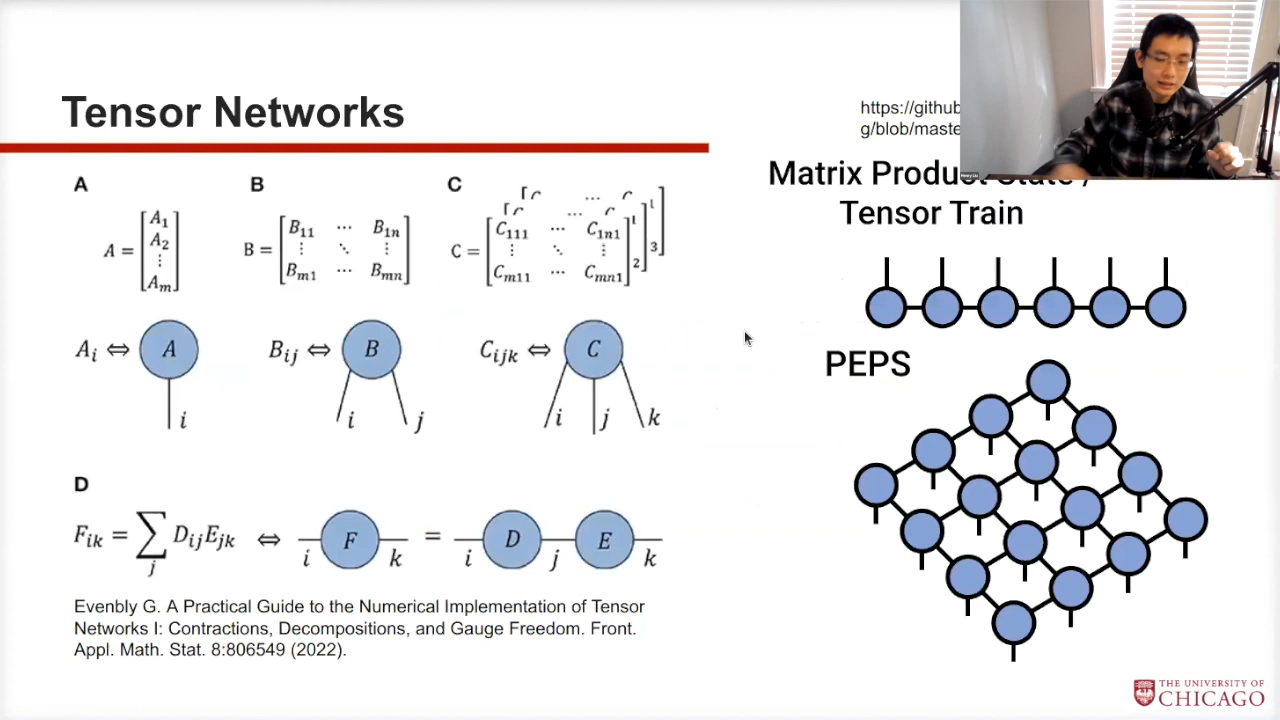 Tensor Networks
https://github
g/blob/maste
Matrix Product State /
Tensor Train
A
B
C
A = [A₁ A₂ ⋮ Aₘ]
B = [B₁₁ ⋯ B₁ₙ ⋮ ⋱ ⋮ Bₘ₁ ⋯ Bₘₙ]
C = [C₁₁₁ ⋯ C₁ₙ₁ ⋮ ⋱ ⋮ Cₘ₁₁ ⋯ Cₘₙ₁]
2 3
Aᵢ ⇔ A
i
Bᵢⱼ ⇔ B
i j
Cᵢⱼₖ ⇔ C
i j k
PEPS
D
Fᵢₖ = ∑ⱼ DᵢⱼEⱼₖ ⇔ i F k = i D j E k
Evenbly G. A Practical Guide to the Numerical Implementation of Tensor
Networks I: Contractions, Decompositions, and Gauge Freedom. Front.
Appl. Math. Stat. 8:806549 (2022).
THE UNIVERSITY OF
CHICAGO